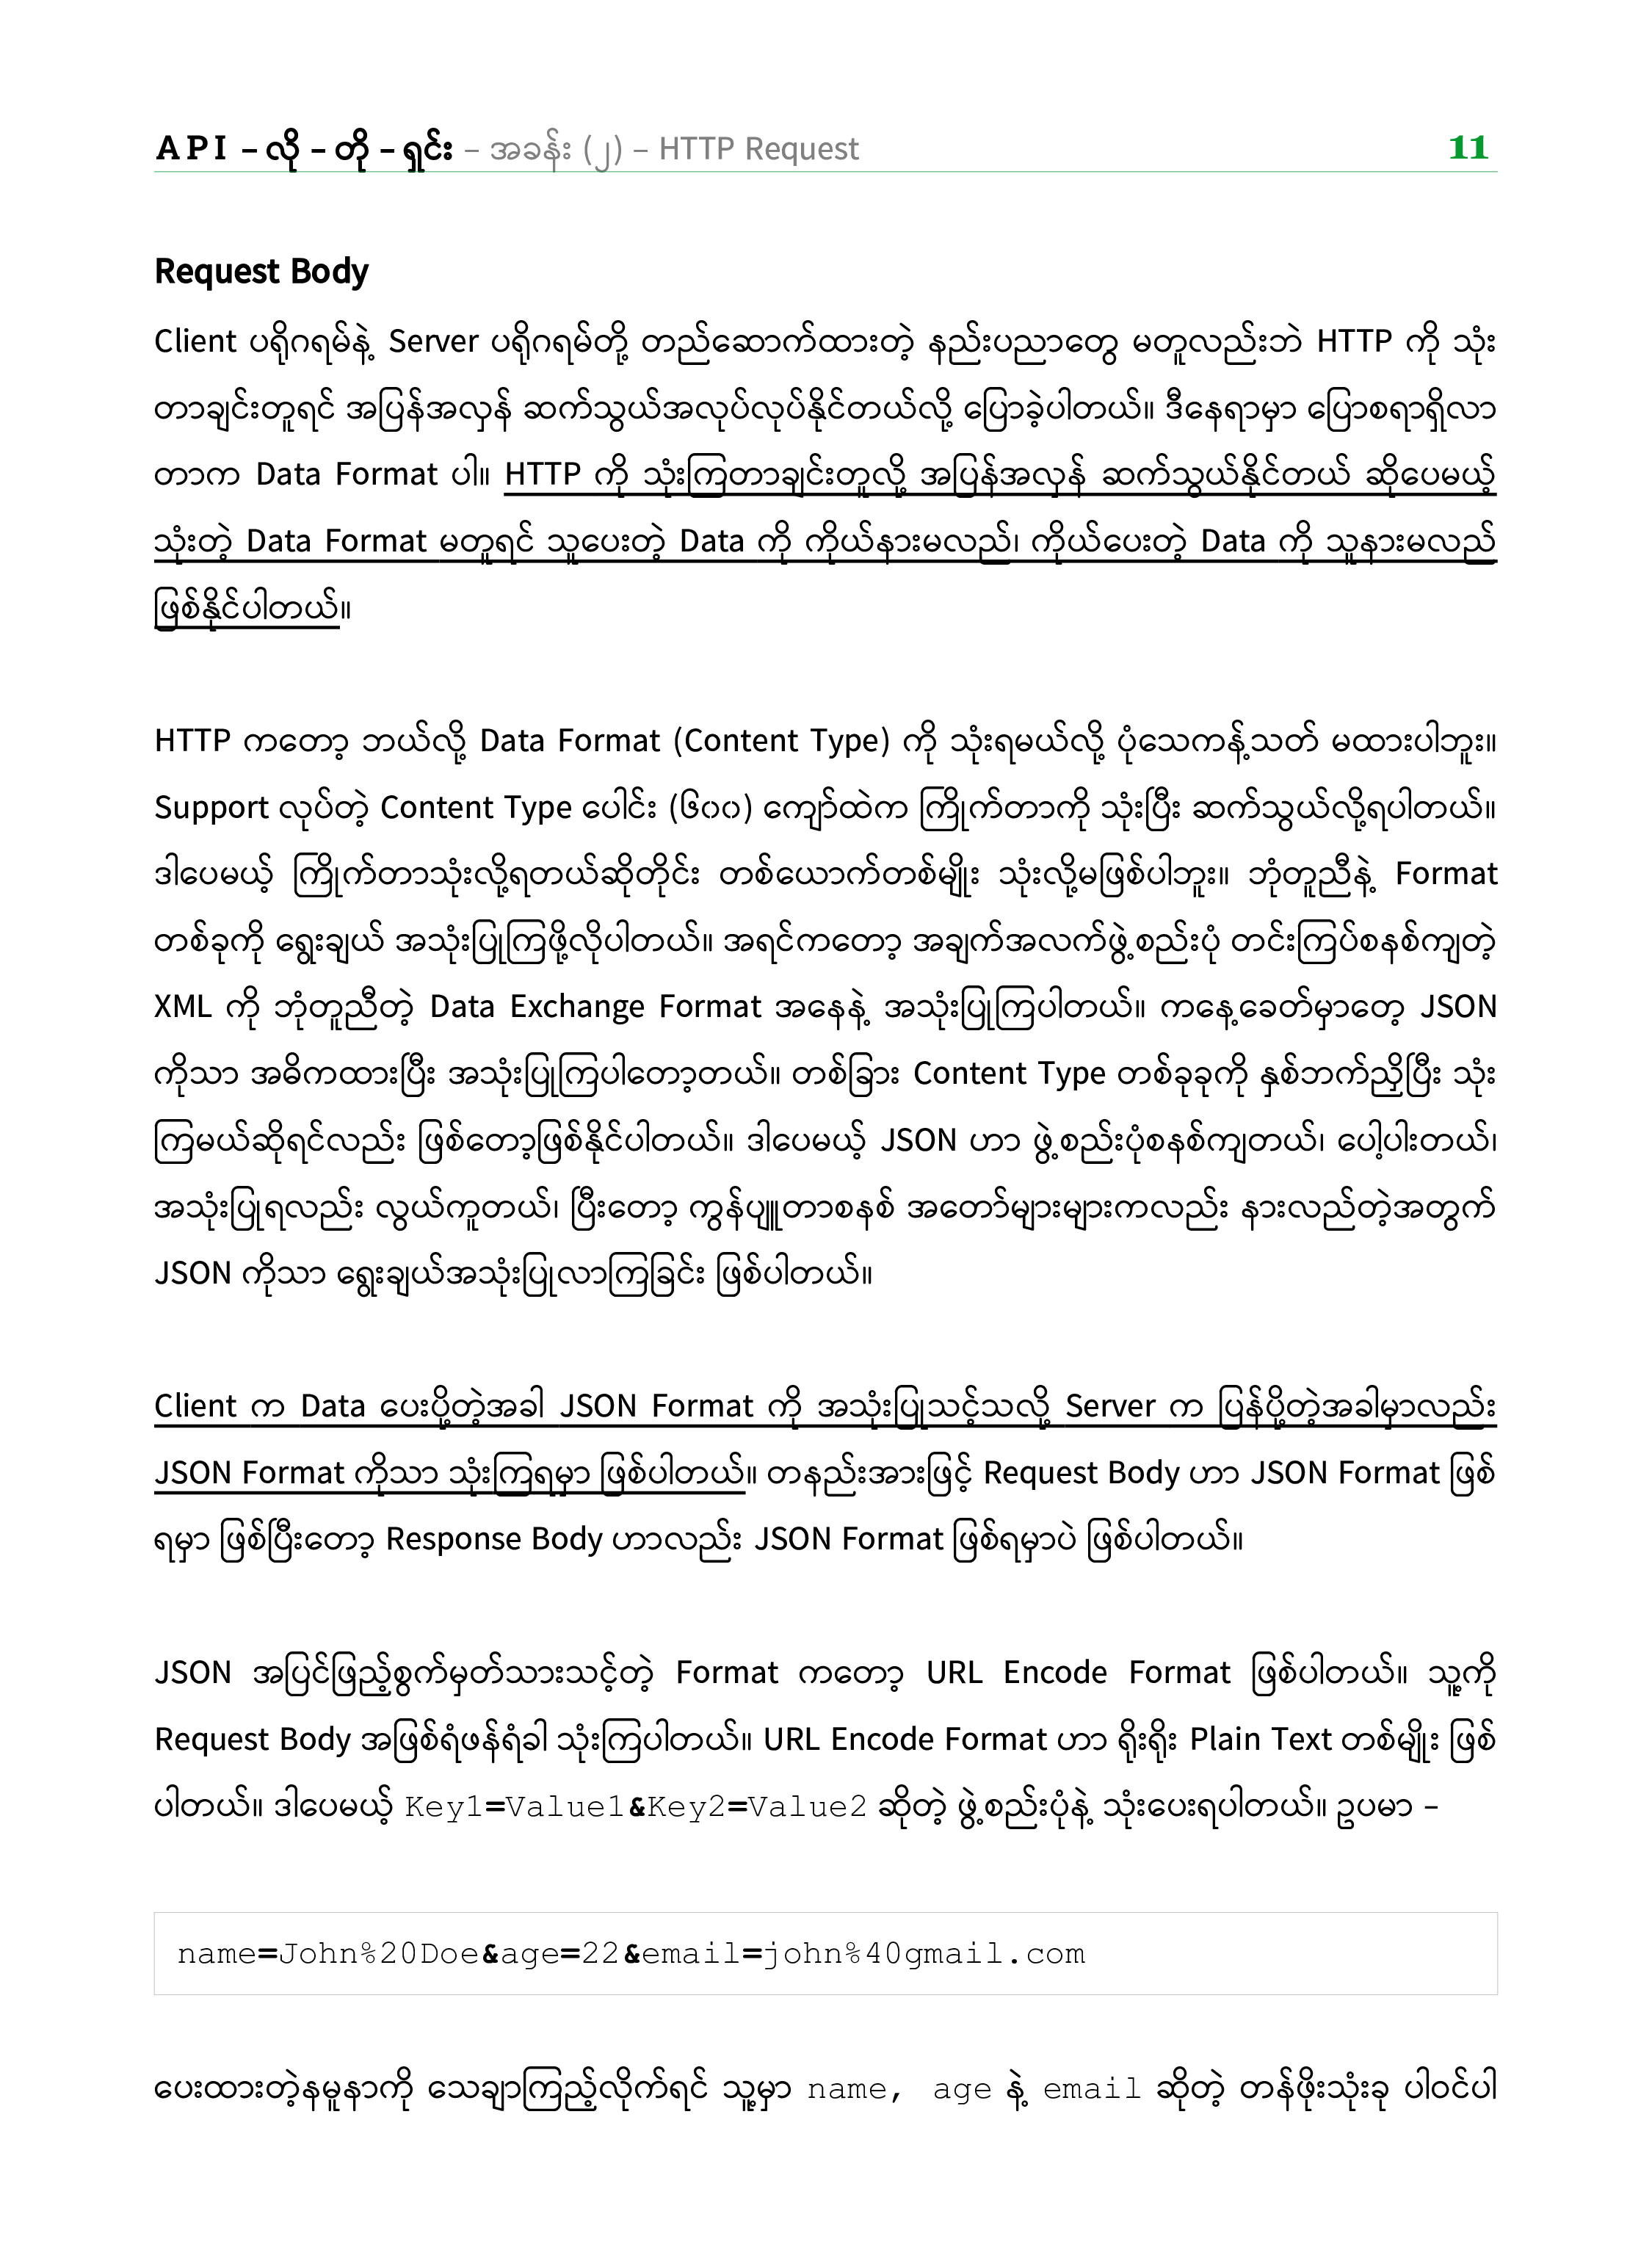 API – လို – တို – ရှင်း – အခန်း (၂) – HTTP Request 11
Request Body
Client ပရိုဂရမ်နဲ့ Server ပရိုဂရမ်တို့ တည်ဆောက်ထားတဲ့ နည်းပညာတွေ မတူလည်းဘဲ HTTP ကို သုံး
တာချင်းတူရင် အပြန်အလှန် ဆက်သွယ်အလုပ်လုပ်နိုင်တယ်လို့ ပြောခဲ့ပါတယ်။ ဒီနေရာမှာ ပြောစရာရှိလာ
တာက Data Format ပါ။ HTTP ကို သုံးကြတာချင်းတူလို့ အပြန်အလှန် ဆက်သွယ်နိုင်တယ် ဆိုပေမယ့်
သုံးတဲ့ Data Format မတူရင် သူပေးတဲ့ Data ကို ကိုယ်နားမလည်၊ ကိုယ်ပေးတဲ့ Data ကို သူနားမလည်
ဖြစ်နိုင်ပါတယ်။
HTTP ကတော့ ဘယ်လို့ Data Format (Content Type) ကို သုံးရမယ်လို့ ပုံသေကန့်သတ် မထားပါဘူး။
Support လုပ်တဲ့ Content Type ပေါင်း (၆၀၀) ကျော်ထဲက ကြိုက်တာကို သုံးပြီး ဆက်သွယ်လို့ရပါတယ်။
ဒါပေမယ့် ကြိုက်တာသုံးလို့ရတယ်ဆိုတိုင်း တစ်ယောက်တစ်မျိုး သုံးလို့မဖြစ်ပါဘူး။ ဘုံတူညီနဲ့ Format
တစ်ခုကို ရွေးချယ် အသုံးပြုကြဖို့လိုပါတယ်။ အရင်ကတော့ အချက်အလက်ဖွဲ့စည်းပုံ တင်းကြပ်စနစ်ကျတဲ့
XML ကို ဘုံတူညီတဲ့ Data Exchange Format အနေနဲ့ အသုံးပြုကြပါတယ်။ ကနေ့ခေတ်မှာတေ့ JSON
ကိုသာ အဓိကထားပြီး အသုံးပြုကြပါတော့တယ်။ တစ်ခြား Content Type တစ်ခုခုကို နှစ်ဘက်ညှိပြီး သုံး
ကြမယ်ဆိုရင်လည်း ဖြစ်တော့ဖြစ်နိုင်ပါတယ်။ ဒါပေမယ့် JSON ဟာ ဖွဲ့စည်းပုံစနစ်ကျတယ်၊ ပေါ့ပါးတယ်၊
အသုံးပြုရလည်း လွယ်ကူတယ်၊ ပြီးတော့ ကွန်ပျူတာစနစ် အတော်များများကလည်း နားလည်တဲ့အတွက်
JSON ကိုသာ ရွေးချယ်အသုံးပြုလာကြခြင်း ဖြစ်ပါတယ်။
Client က Data ပေးပို့တဲ့အခါ JSON Format ကို အသုံးပြုသင့်သလို့ Server က ပြန်ပို့တဲ့အခါမှာလည်း
JSON Format ကိုသာ သုံးကြရမှာ ဖြစ်ပါတယ်။ တနည်းအားဖြင့် Request Body ဟာ JSON Format ဖြစ်
ရမှာ ဖြစ်ပြီးတော့ Response Body ဟာလည်း JSON Format ဖြစ်ရမှာပဲ ဖြစ်ပါတယ်။
JSON အပြင်ဖြည့်စွက်မှတ်သားသင့်တဲ့ Format ကတော့ URL Encode Format ဖြစ်ပါတယ်။ သူ့ကို
Request Body အဖြစ်ရံဖန်ရံခါ သုံးကြပါတယ်။ URL Encode Format ဟာ ရိုးရိုး Plain Text တစ်မျိုး ဖြစ်
ပါတယ်။ ဒါပေမယ့် Key1=Value1&Key2=Value2 ဆိုတဲ့ ဖွဲ့စည်းပုံနဲ့ သုံးပေးရပါတယ်။ ဥပမာ –
name=John%20Doe&age=22&email=john%40gmail.com
ပေးထားတဲ့နမူနာကို သေချာကြည့်လိုက်ရင် သူ့မှာ name, age နဲ့ email ဆိုတဲ့ တန်ဖိုးသုံးခု ပါဝင်ပါ